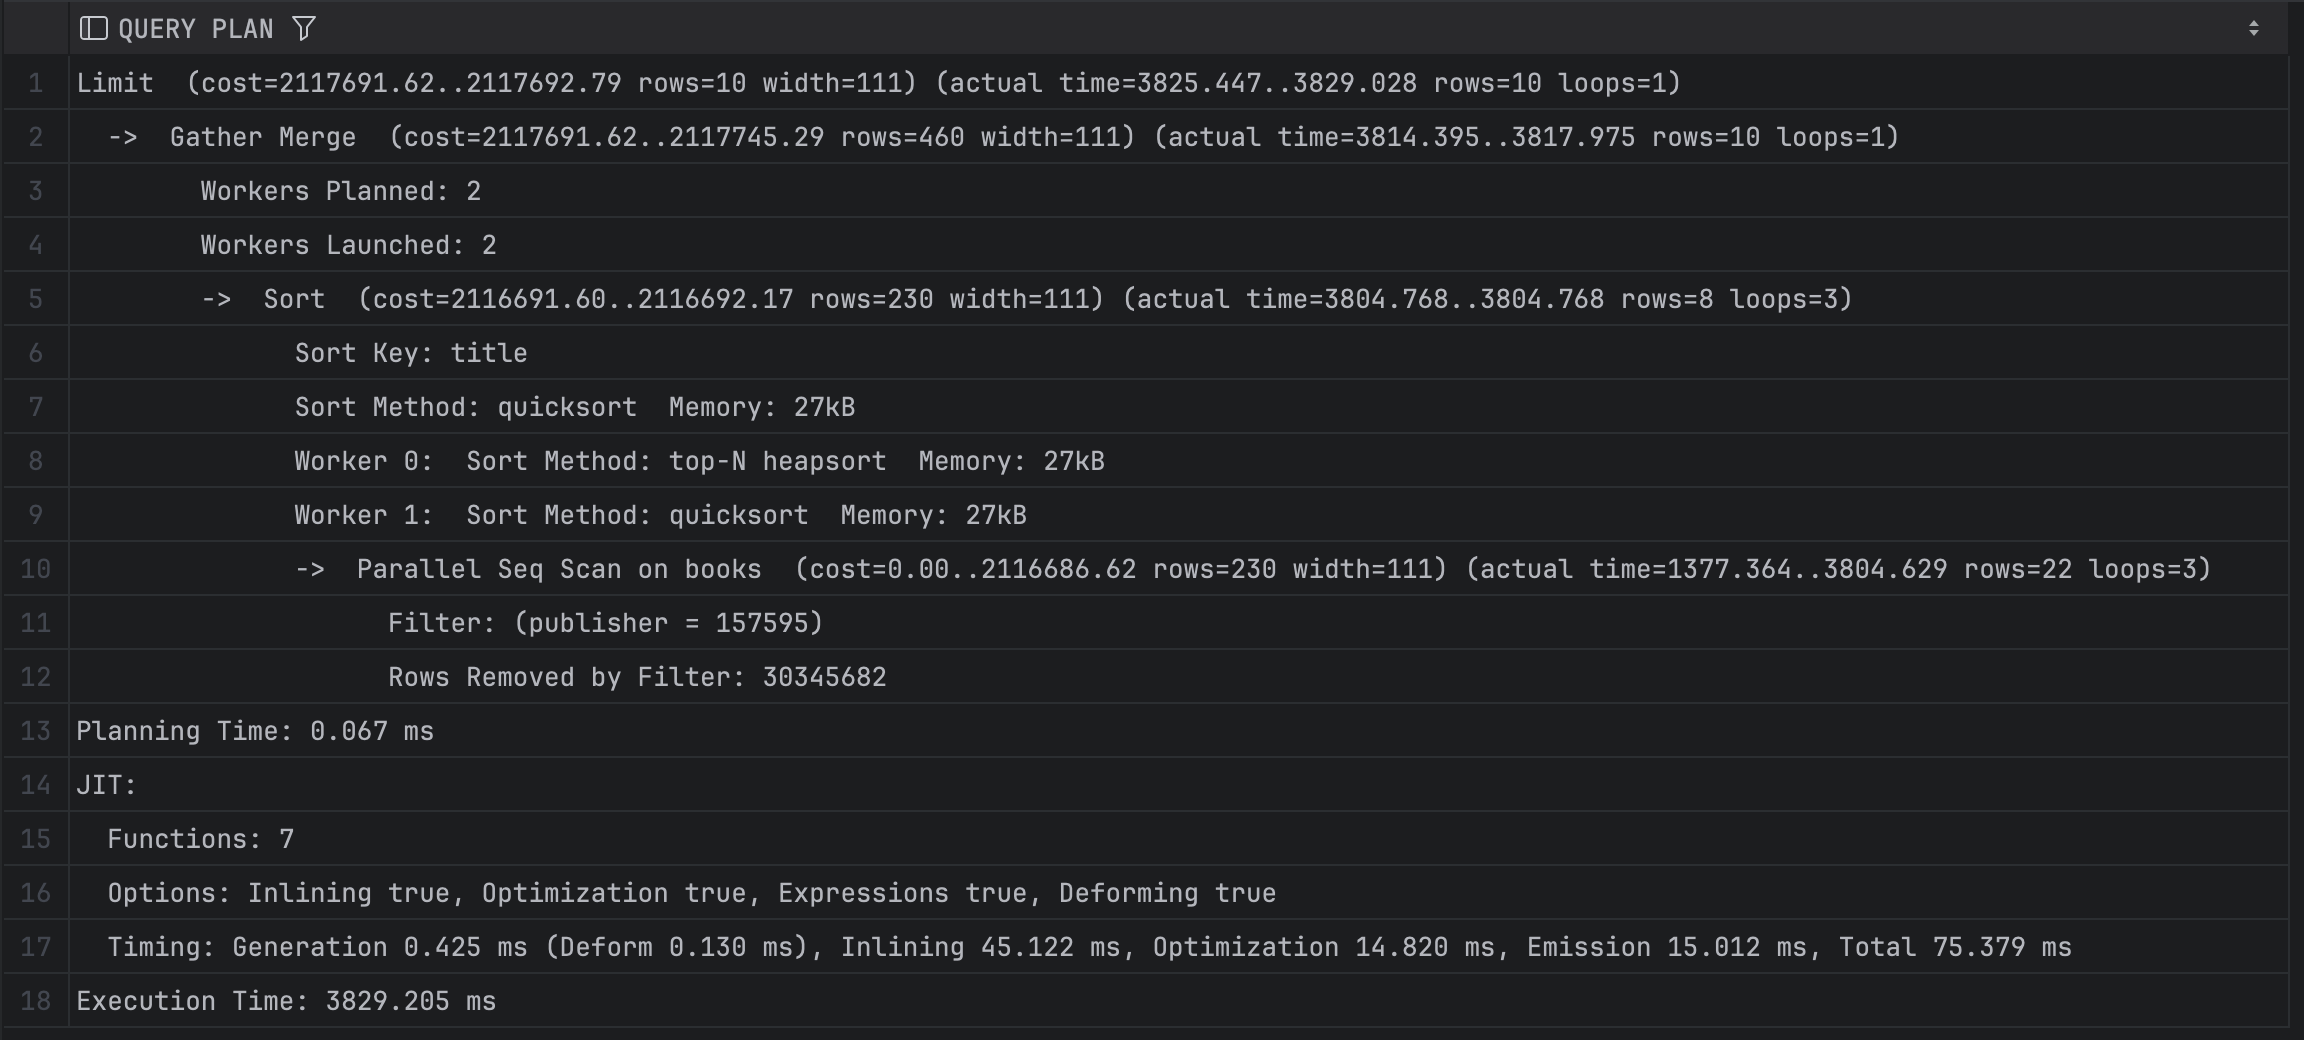 QUERY PLAN
1 Limit  (cost=2117691.62..2117692.79 rows=10 width=111) (actual time=3825.447..3829.028 rows=10 loops=1)
2   ->  Gather Merge  (cost=2117691.62..2117745.29 rows=460 width=111) (actual time=3814.395..3817.975 rows=10 loops=1)
3         Workers Planned: 2
4         Workers Launched: 2
5         ->  Sort  (cost=2116691.60..2116692.17 rows=230 width=111) (actual time=3804.768..3804.768 rows=8 loops=3)
6               Sort Key: title
7               Sort Method: quicksort  Memory: 27kB
8               Worker 0:  Sort Method: top-N heapsort  Memory: 27kB
9               Worker 1:  Sort Method: quicksort  Memory: 27kB
10               ->  Parallel Seq Scan on books  (cost=0.00..2116686.62 rows=230 width=111) (actual time=1377.364..3804.629 rows=22 loops=3)
11                     Filter: (publisher = 157595)
12                     Rows Removed by Filter: 30345682
13 Planning Time: 0.067 ms
14 JIT:
15   Functions: 7
16   Options: Inlining true, Optimization true, Expressions true, Deforming true
17   Timing: Generation 0.425 ms (Deform 0.130 ms), Inlining 45.122 ms, Optimization 14.820 ms, Emission 15.012 ms, Total 75.379 ms
18 Execution Time: 3829.205 ms